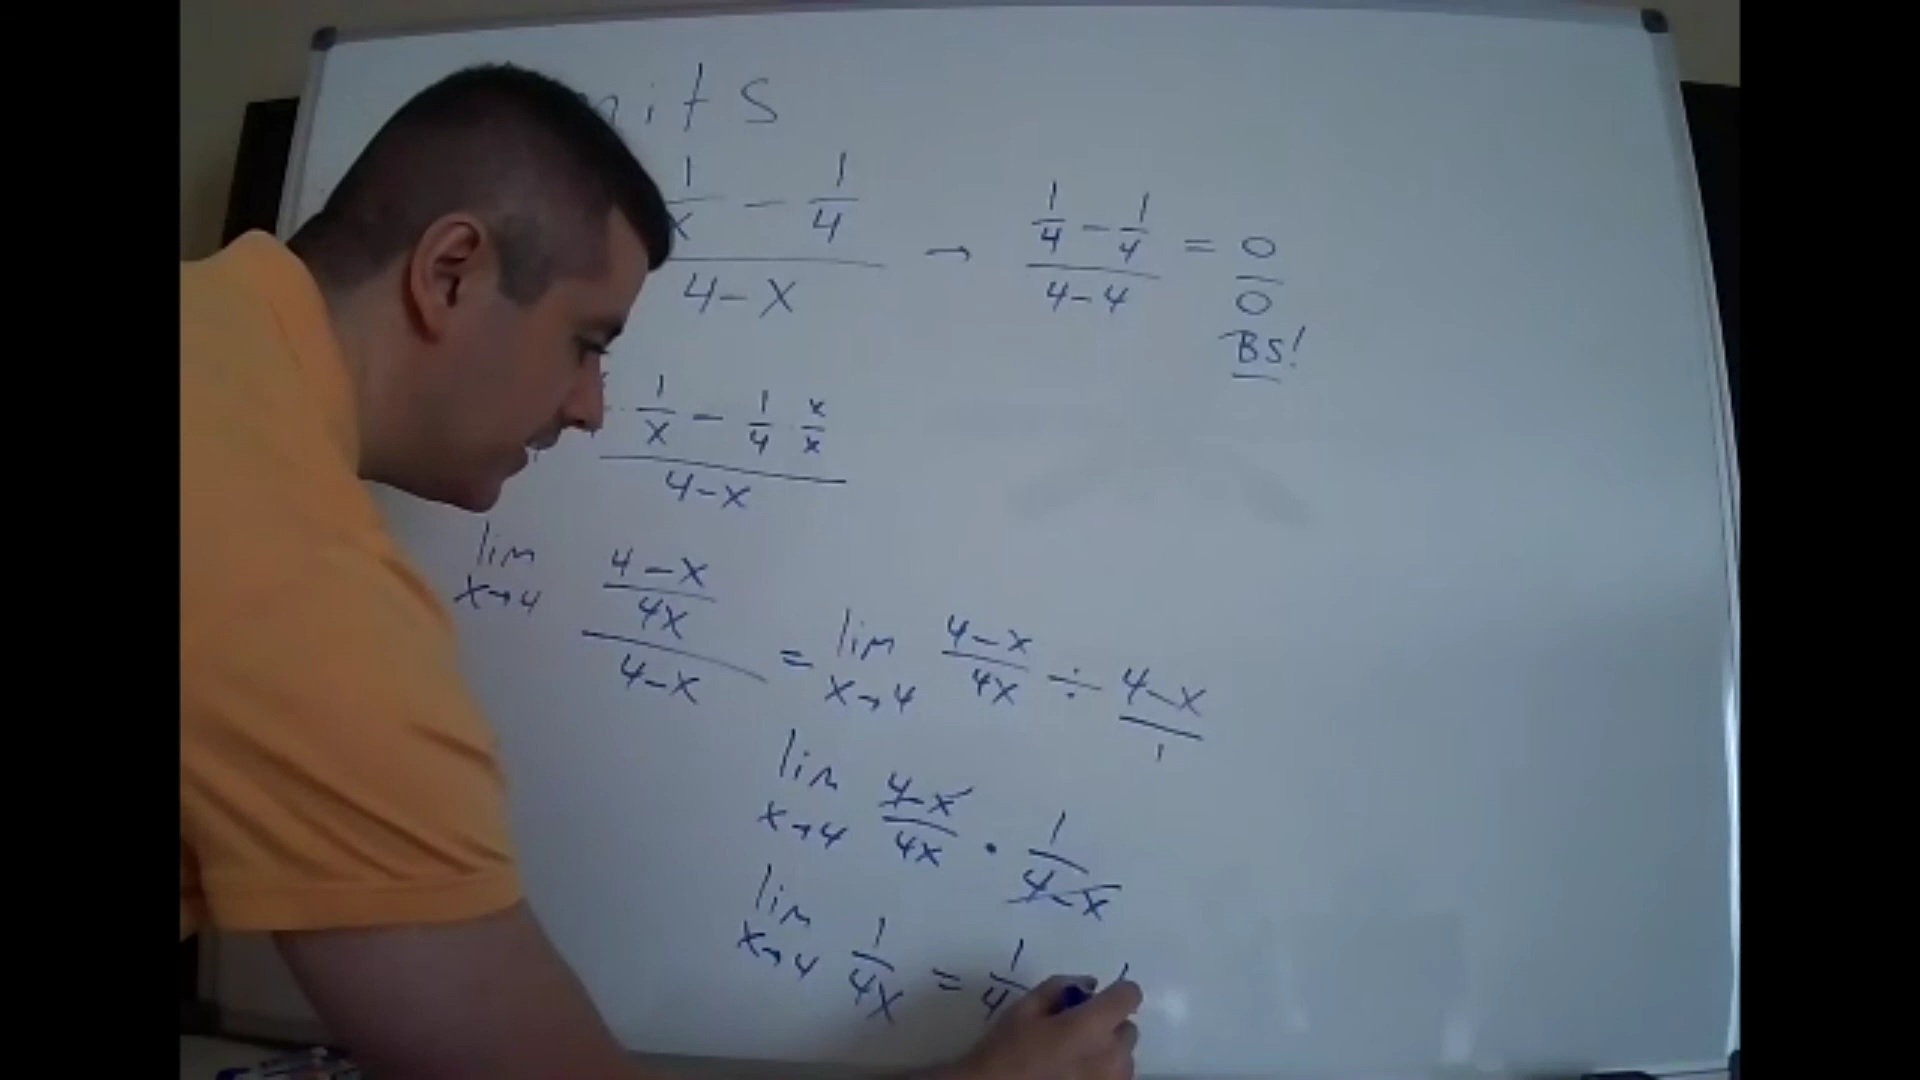 mits
1/x - 1/4 / 4-x → 1/4 - 1/4 / 4-4 = 0/0
BS!
· 1/x - 1/4 · x/x / 4-x
lim x→4 4-x/4x / 4-x = lim x→4 4-x/4x ÷ 4-x/1
lim x→4 4-x/4x · 1/4-x
lim x→4 1/4x = 1/4